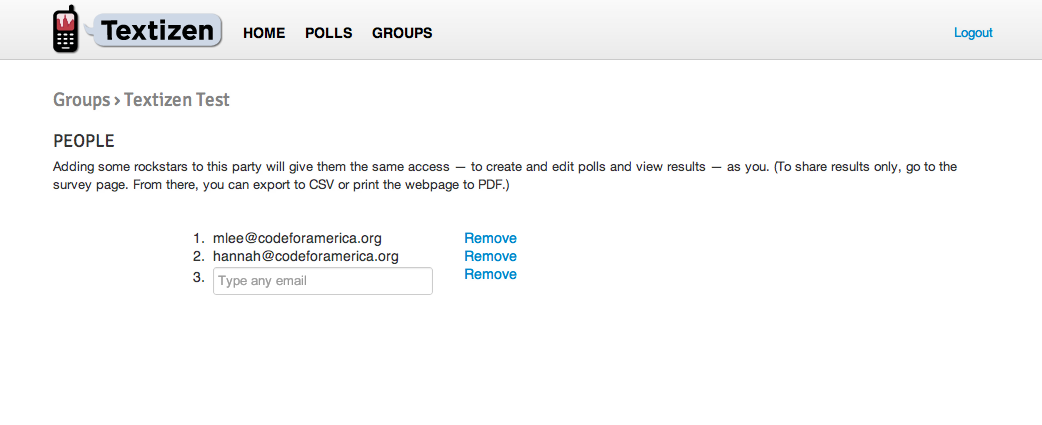 Textizen HOME POLLS GROUPS Logout
Groups › Textizen Test
PEOPLE
Adding some rockstars to this party will give them the same access — to create and edit polls and view results — as you. (To share results only, go to the
survey page. From there, you can export to CSV or print the webpage to PDF.)
1. mlee@codeforamerica.org Remove
2. hannah@codeforamerica.org Remove
3. Type any email Remove